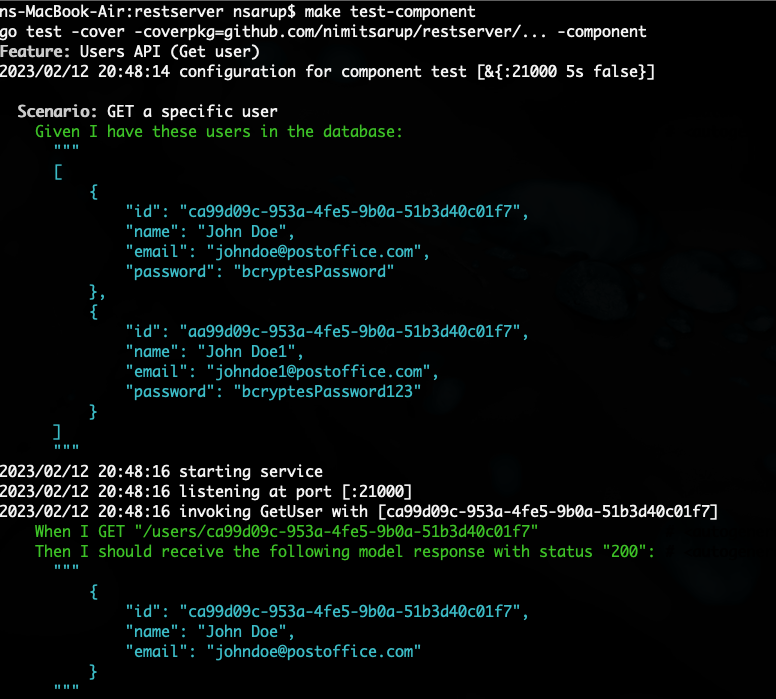 ns-MacBook-Air:restserver nsarup$ make test-component
go test -cover -coverpkg=github.com/nimitsarup/restserver/... -component
Feature: Users API (Get user)
2023/02/12 20:48:14 configuration for component test [&{:21000 5s false}]
Scenario: GET a specific user
Given I have these users in the database:
"""
[
{
"id": "ca99d09c-953a-4fe5-9b0a-51b3d40c01f7",
"name": "John Doe",
"email": "johndoe@postoffice.com",
"password": "bcryptesPassword"
},
{
"id": "aa99d09c-953a-4fe5-9b0a-51b3d40c01f7",
"name": "John Doe1",
"email": "johndoe1@postoffice.com",
"password": "bcryptesPassword123"
}
]
"""
2023/02/12 20:48:16 starting service
2023/02/12 20:48:16 listening at port [:21000]
2023/02/12 20:48:16 invoking GetUser with [ca99d09c-953a-4fe5-9b0a-51b3d40c01f7]
When I GET "/users/ca99d09c-953a-4fe5-9b0a-51b3d40c01f7"
Then I should receive the following model response with status "200":
"""
{
"id": "ca99d09c-953a-4fe5-9b0a-51b3d40c01f7",
"name": "John Doe",
"email": "johndoe@postoffice.com"
}
"""